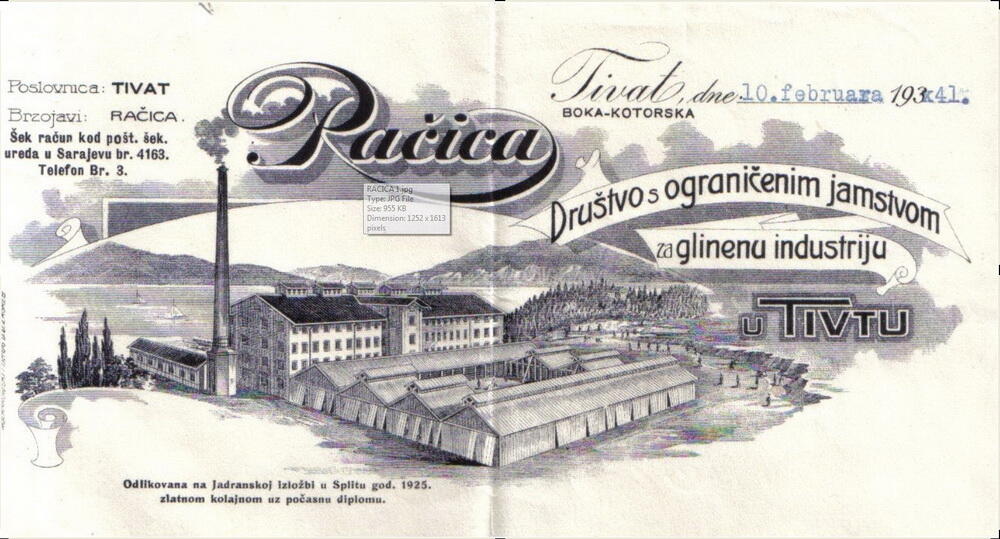 Poslovnica: TIVAT
Brzojavi: RAČICA.
Šek račun kod pošt. šek.
ureda u Sarajevu br. 4163.
Telefon Br. 3.
Račica
Tivat, dne 10. februara 193x41.
BOKA-KOTORSKA
RACICA 1.jpg
Type: JPG File
Size: 955 KB
Dimension: 1252 x 1613
pixels
Društvo s ograničenim jamstvom
za glinenu industriju
U TIVTU
Odlikovana na Jadranskoj izložbi u Splitu god. 1925.
zlatnom kolajnom uz počasnu diplomu.